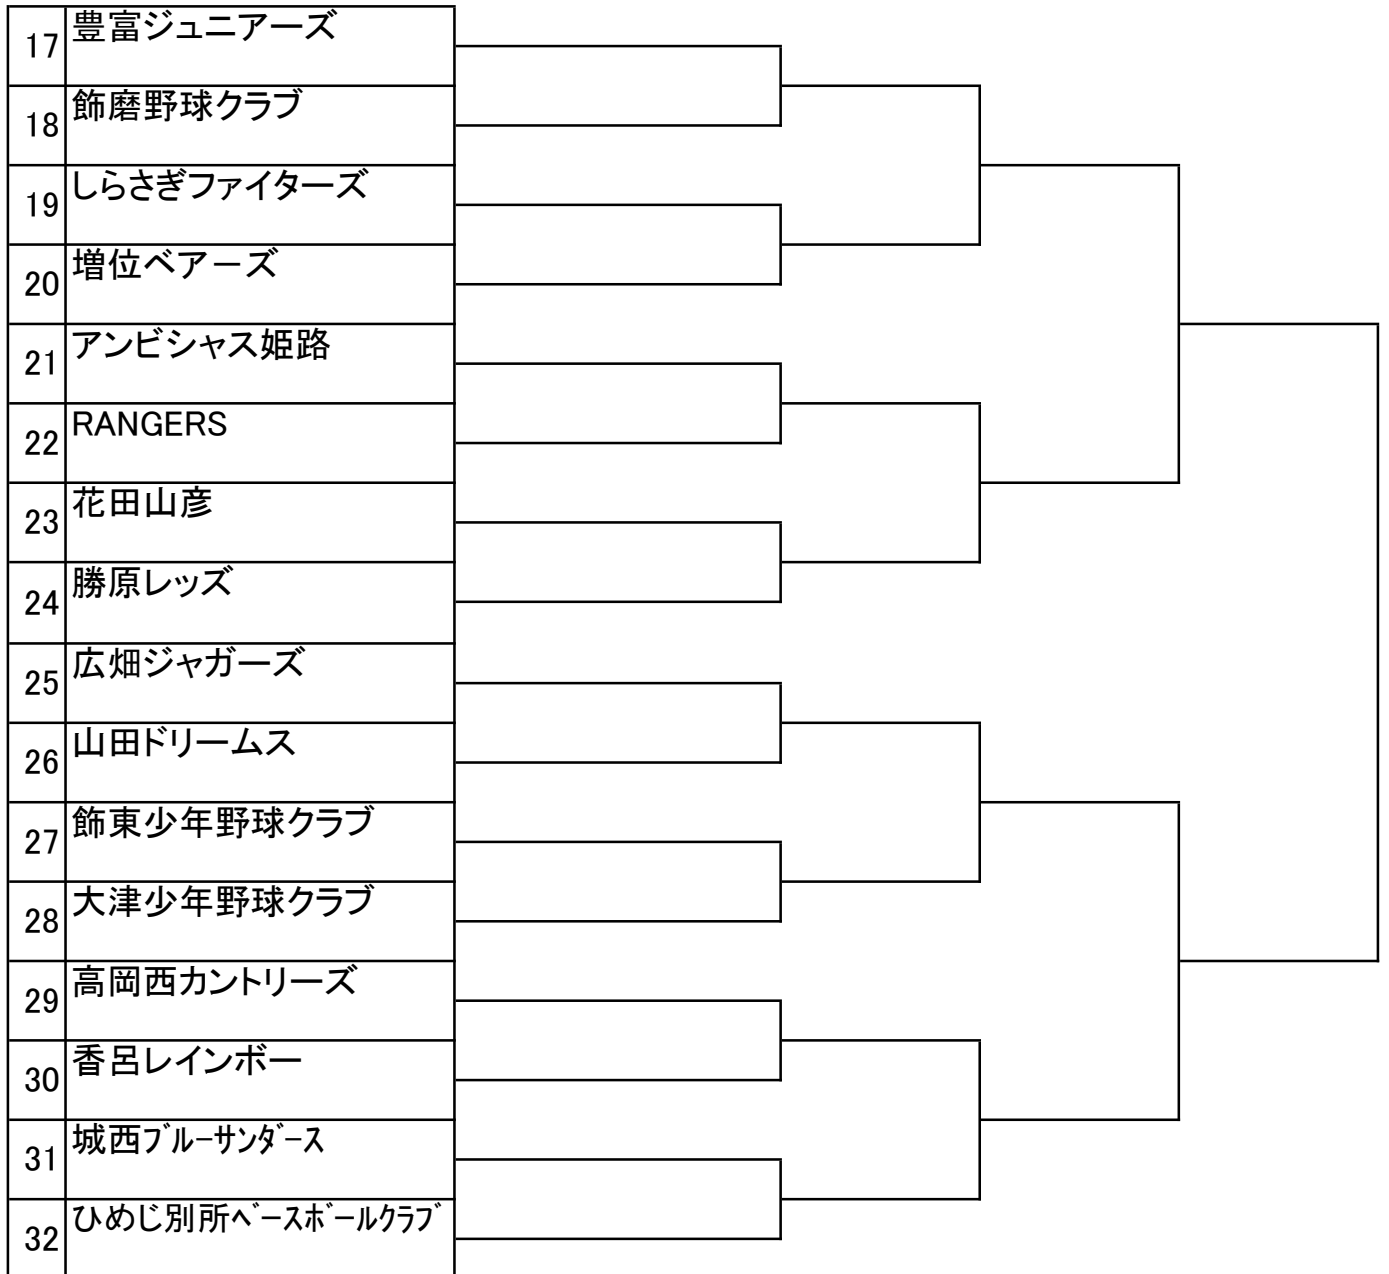 17 豊富ジュニアーズ
18 飾磨野球クラブ
19 しらさぎファイターズ
20 増位ベアーズ
21 アンビシャス姫路
22 RANGERS
23 花田山彦
24 勝原レッズ
25 広畑ジャガーズ
26 山田ドリームス
27 飾東少年野球クラブ
28 大津少年野球クラブ
29 高岡西カントリーズ
30 香呂レインボー
31 城西ﾌﾞﾙｰｻﾝﾀﾞｰｽ
32 ひめじ別所ﾍﾞｰｽﾎﾞｰﾙｸﾗﾌﾞ